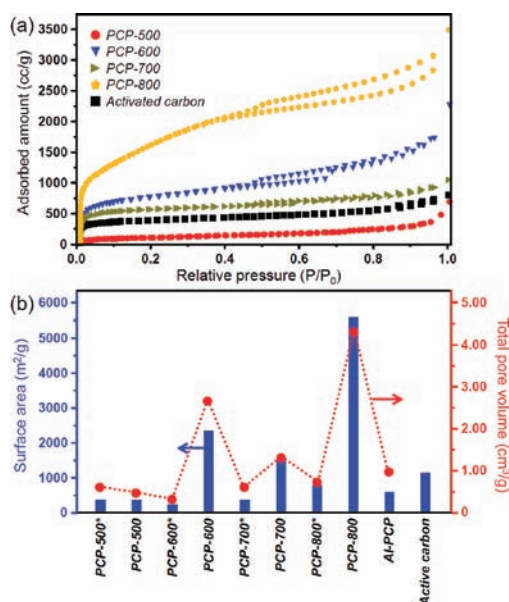 (a)
3500
3000
2500
2000
1500
1000
500
0
Adsorbed amount (cc/g)
PCP-500
PCP-600
PCP-700
PCP-800
Activated carbon
0.0 0.2 0.4 0.6 0.8 1.0
Relative pressure (P/P0)
(b)
6000
5000
4000
3000
2000
1000
0
Surface area (m2/g)
5.00
4.00
3.00
2.00
1.00
0.00
Total pore volume (cm3/g)
PCP-500*
PCP-500
PCP-600*
PCP-600
PCP-700*
PCP-700
PCP-800*
PCP-800
Al-PCP
Active carbon